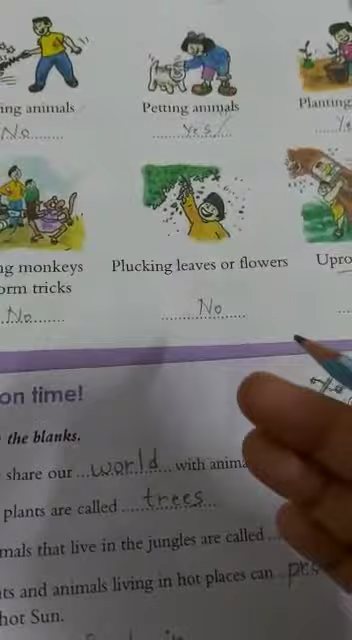 ing animals Petting animals Planting
No Yes X Ye
ng monkeys Plucking leaves or flowers Upro
orm tricks
No No
on time!
the blanks.
share our world with anima
plants are called trees
mals that live in the jungles are called
ts and animals living in hot places can
hot Sun.